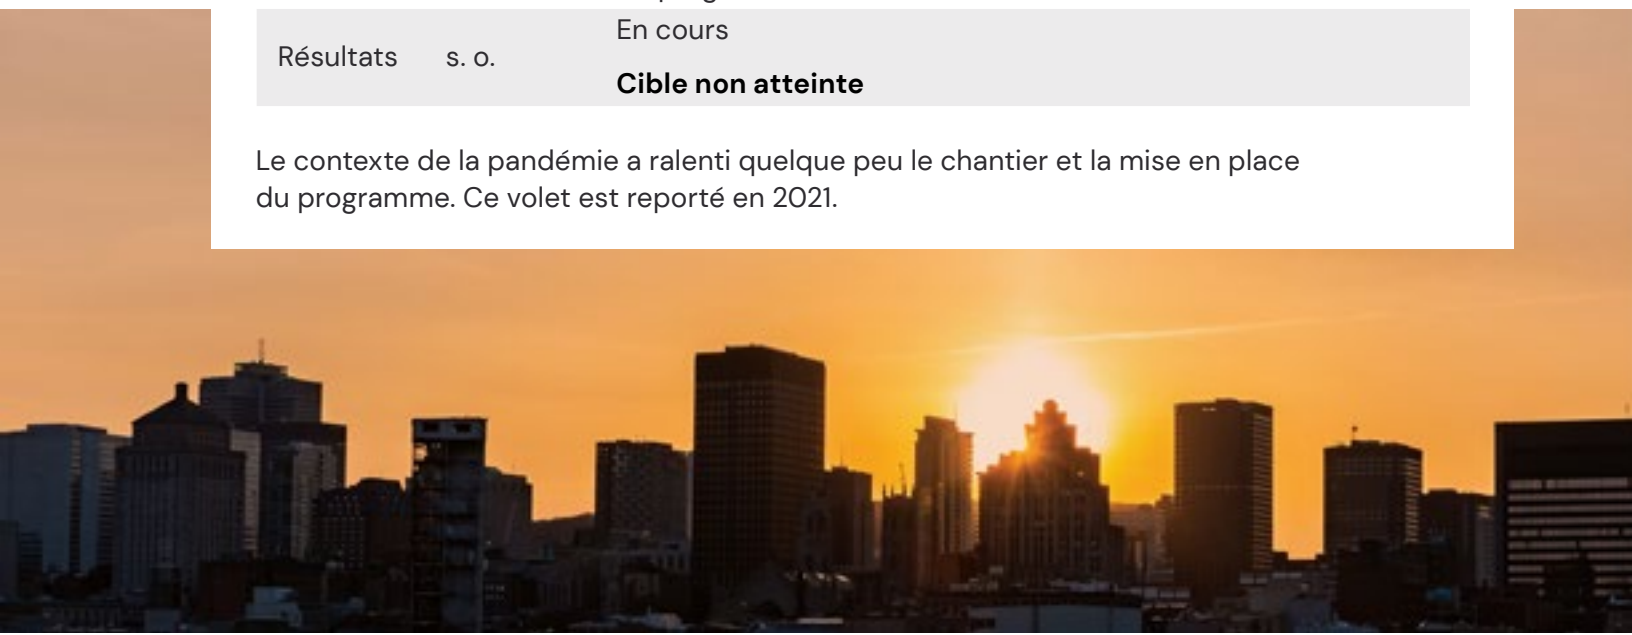 En cours
Résultats s. o.
Cible non atteinte
Le contexte de la pandémie a ralenti quelque peu le chantier et la mise en place
du programme. Ce volet est reporté en 2021.